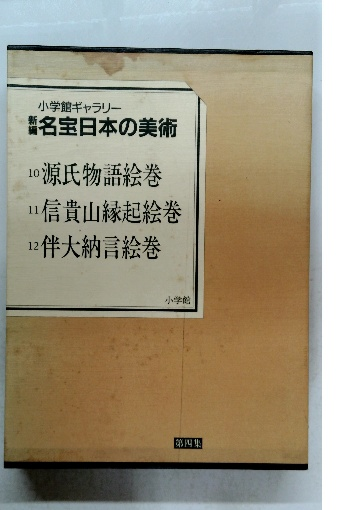 小学館ギャラリー
新編 名宝日本の美術
10 源氏物語絵巻
11 信貴山縁起絵巻
12 伴大納言絵巻
小学館
第四集